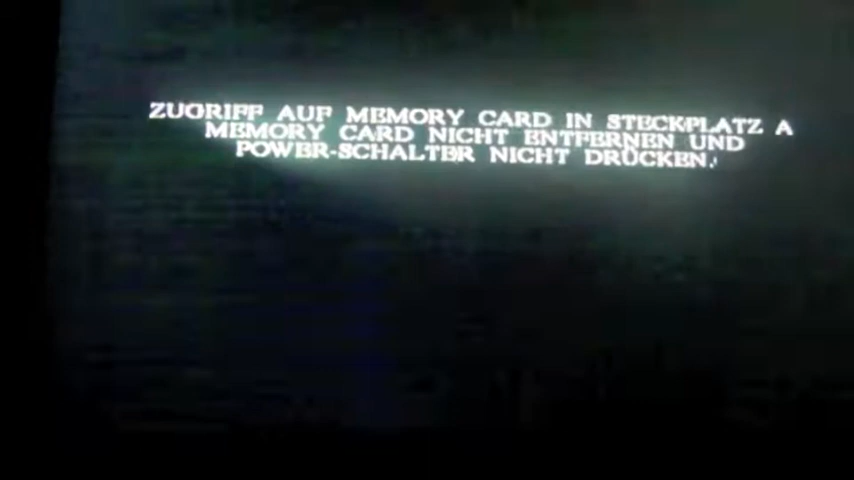 ZUGRIFF AUF MEMORY CARD IN STECKPLATZ A
MEMORY CARD NICHT ENTFERNEN UND
POWER-SCHALTER NICHT DRÜCKEN.